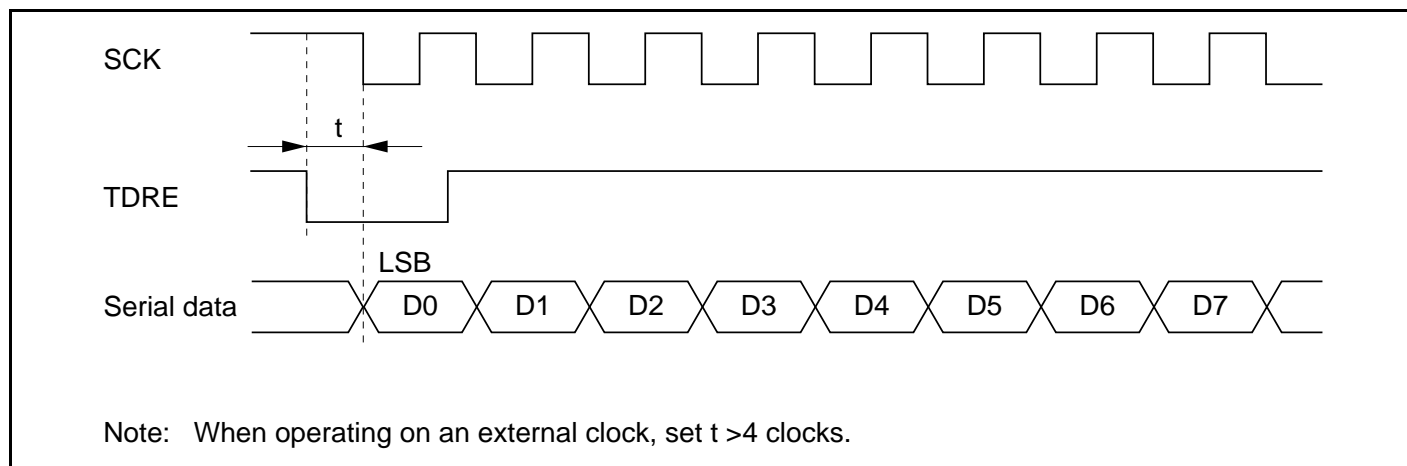 SCK
t
TDRE
LSB
Serial data
D0 D1 D2 D3 D4 D5 D6 D7
Note: When operating on an external clock, set t >4 clocks.